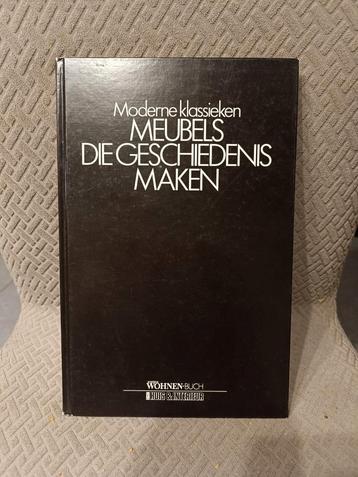 Moderne klassieken
MEUBELS
DIE GESCHIEDENIS
MAKEN
WOHNEN-BUCH
HUIS & INTERIEUR